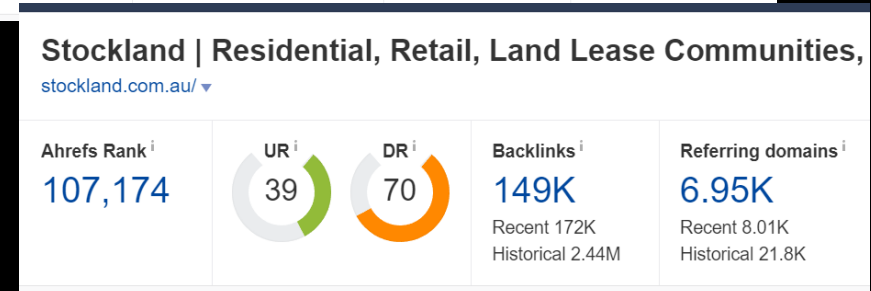 Stockland | Residential, Retail, Land Lease Communities,
stockland.com.au/
Ahrefs Rank i
107,174
UR i
39
DR i
70
Backlinks i
149K
Recent 172K
Historical 2.44M
Referring domains i
6.95K
Recent 8.01K
Historical 21.8K